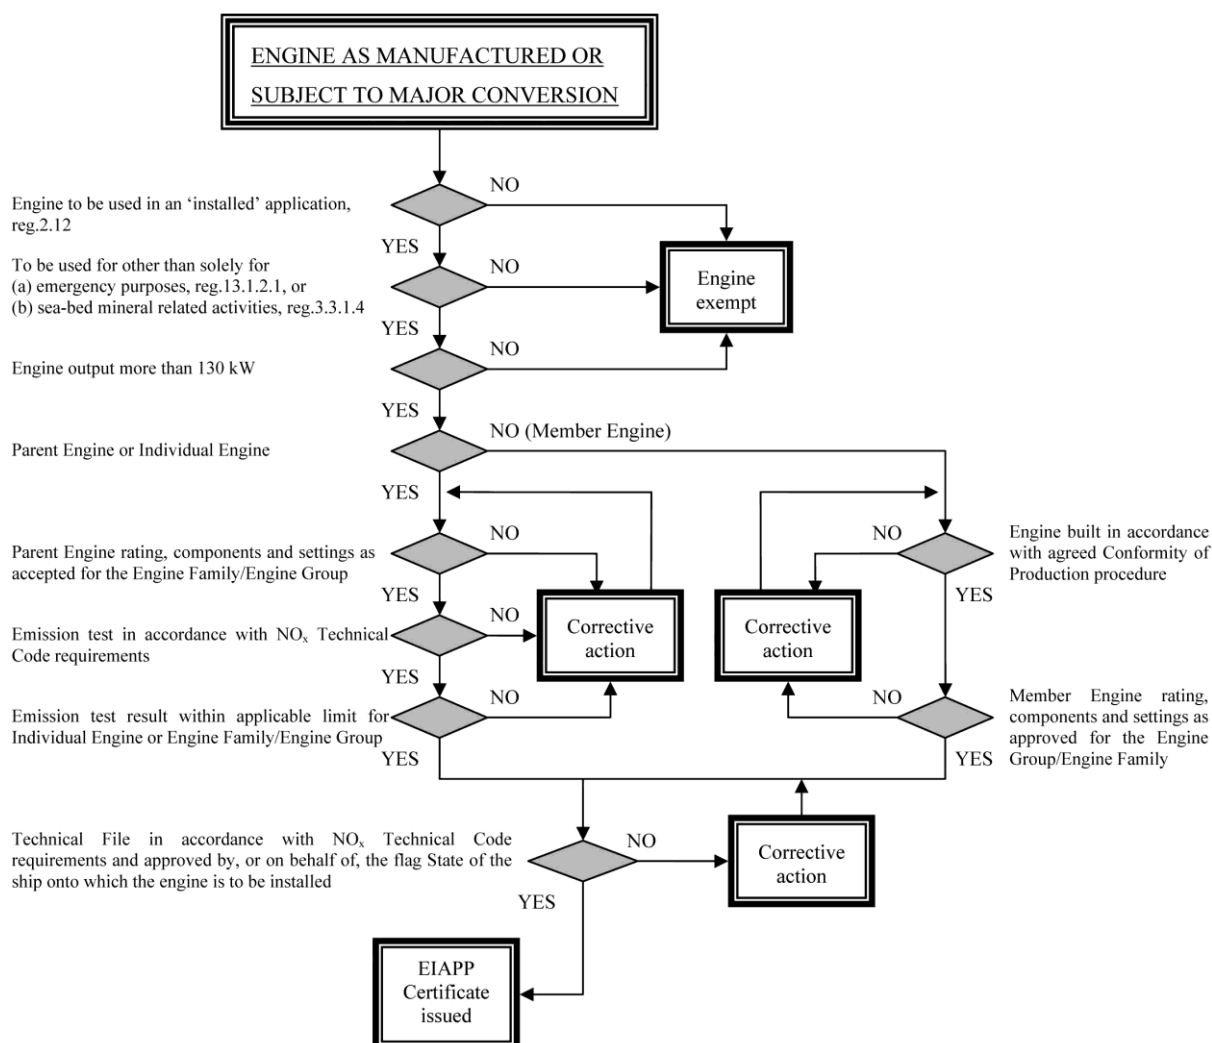 ENGINE AS MANUFACTURED OR
SUBJECT TO MAJOR CONVERSION
NO
Engine to be used in an ‘installed’ application,
reg.2.12
YES
To be used for other than solely for
(a) emergency purposes, reg.13.1.2.1, or
(b) sea-bed mineral related activities, reg.3.3.1.4
NO
Engine
exempt
YES
NO
Engine output more than 130 kW
YES
NO (Member Engine)
Parent Engine or Individual Engine
YES
NO
Parent Engine rating, components and settings as
accepted for the Engine Family/Engine Group
NO
Engine built in accordance
with agreed Conformity of
Production procedure
YES
YES
NO
Emission test in accordance with NOₓ Technical
Code requirements
Corrective
action
Corrective
action
YES
NO
Emission test result within applicable limit for
Individual Engine or Engine Family/Engine Group
NO
Member Engine rating,
components and settings as
approved for the Engine
Group/Engine Family
YES
YES
Technical File in accordance with NOₓ Technical Code
requirements and approved by, or on behalf of, the flag State of the
ship onto which the engine is to be installed
NO
Corrective
action
YES
EIAPP
Certificate
issued